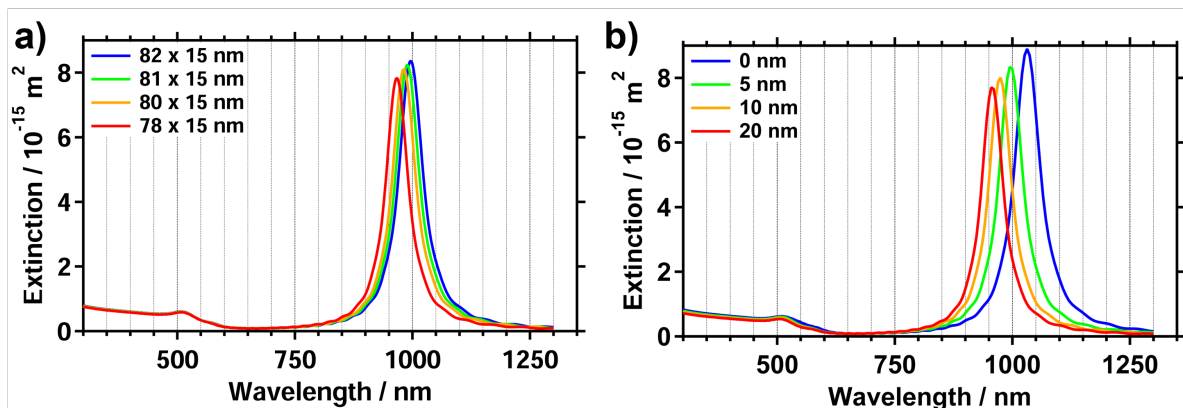 a)
82 x 15 nm
81 x 15 nm
80 x 15 nm
78 x 15 nm
Extinction / 10⁻¹⁵ m²
8
6
4
2
0
500
750
1000
1250
Wavelength / nm
b)
0 nm
5 nm
10 nm
20 nm
Extinction / 10⁻¹⁵ m²
8
6
4
2
0
500
750
1000
1250
Wavelength / nm